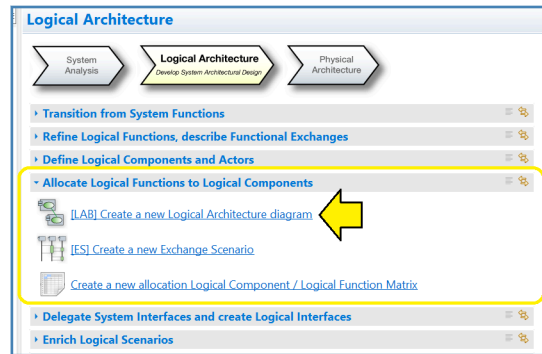 Logical Architecture
System
Analysis
Logical Architecture
Develop System Architectural Design
Physical
Architecture
Transition from System Functions
Refine Logical Functions, describe Functional Exchanges
Define Logical Components and Actors
Allocate Logical Functions to Logical Components
[LAB] Create a new Logical Architecture diagram
[ES] Create a new Exchange Scenario
Create a new allocation Logical Component / Logical Function Matrix
Delegate System Interfaces and create Logical Interfaces
Enrich Logical Scenarios